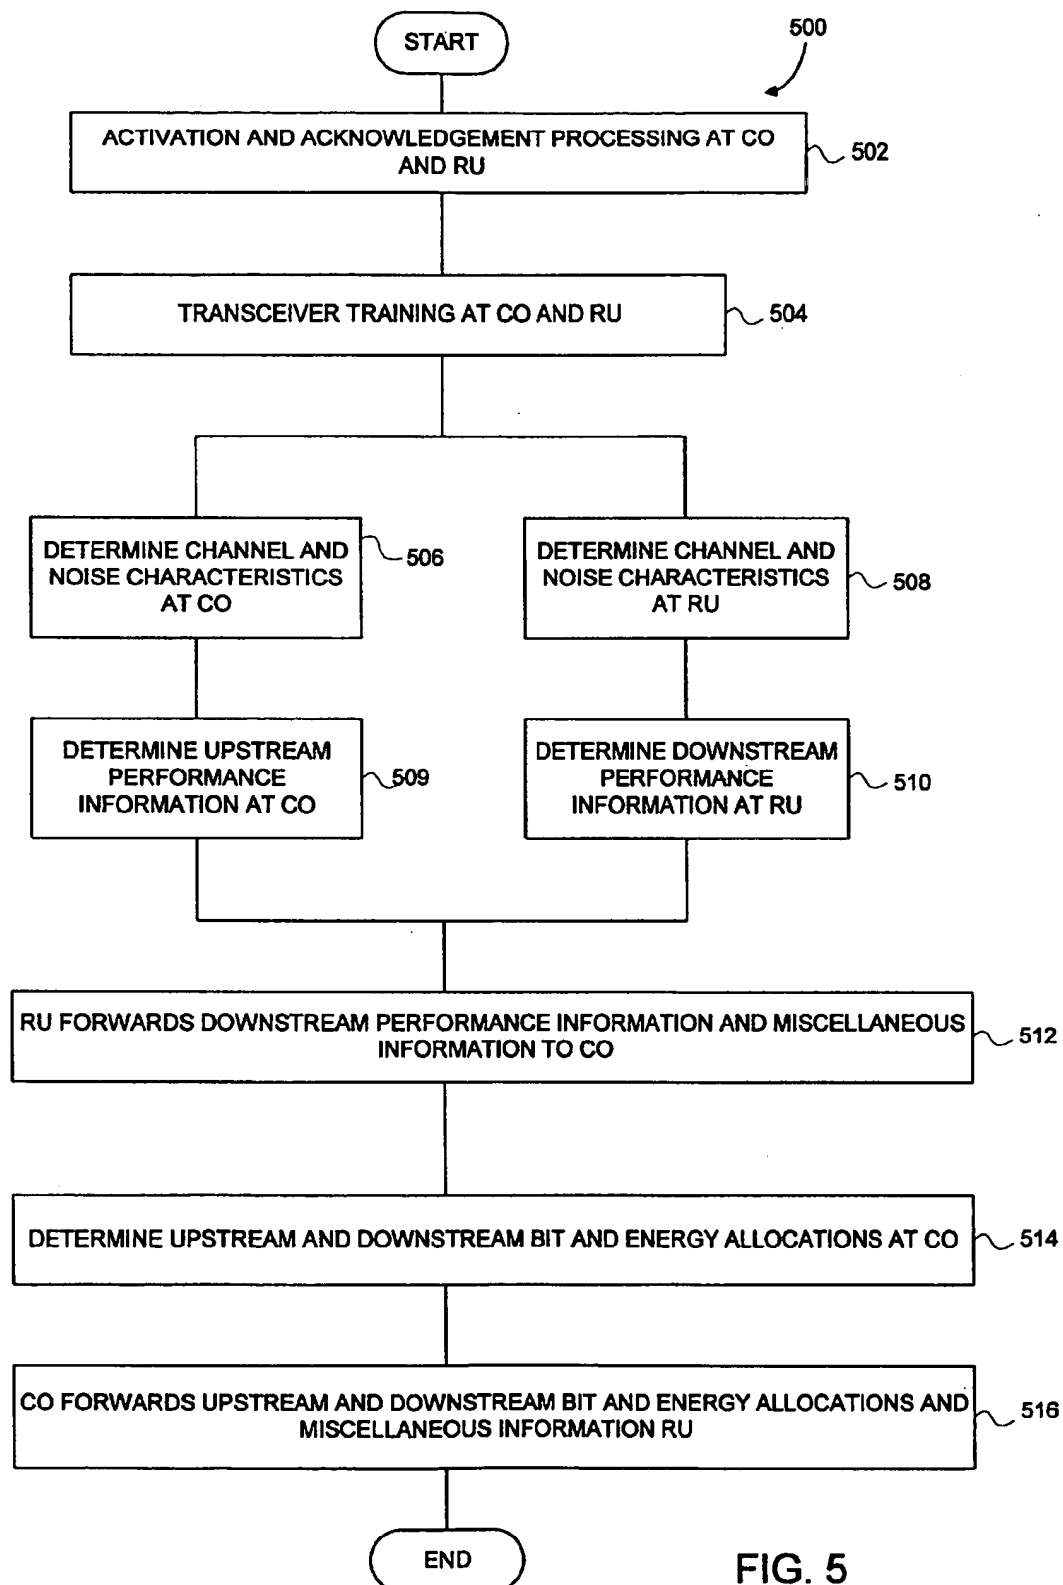 START
500
ACTIVATION AND ACKNOWLEDGEMENT PROCESSING AT CO
AND RU
502
TRANSCEIVER TRAINING AT CO AND RU
504
DETERMINE CHANNEL AND
NOISE CHARACTERISTICS
AT CO
506
DETERMINE CHANNEL AND
NOISE CHARACTERISTICS
AT RU
508
DETERMINE UPSTREAM
PERFORMANCE
INFORMATION AT CO
509
DETERMINE DOWNSTREAM
PERFORMANCE
INFORMATION AT RU
510
RU FORWARDS DOWNSTREAM PERFORMANCE INFORMATION AND MISCELLANEOUS
INFORMATION TO CO
512
DETERMINE UPSTREAM AND DOWNSTREAM BIT AND ENERGY ALLOCATIONS AT CO
514
CO FORWARDS UPSTREAM AND DOWNSTREAM BIT AND ENERGY ALLOCATIONS AND
MISCELLANEOUS INFORMATION RU
516
END
FIG. 5